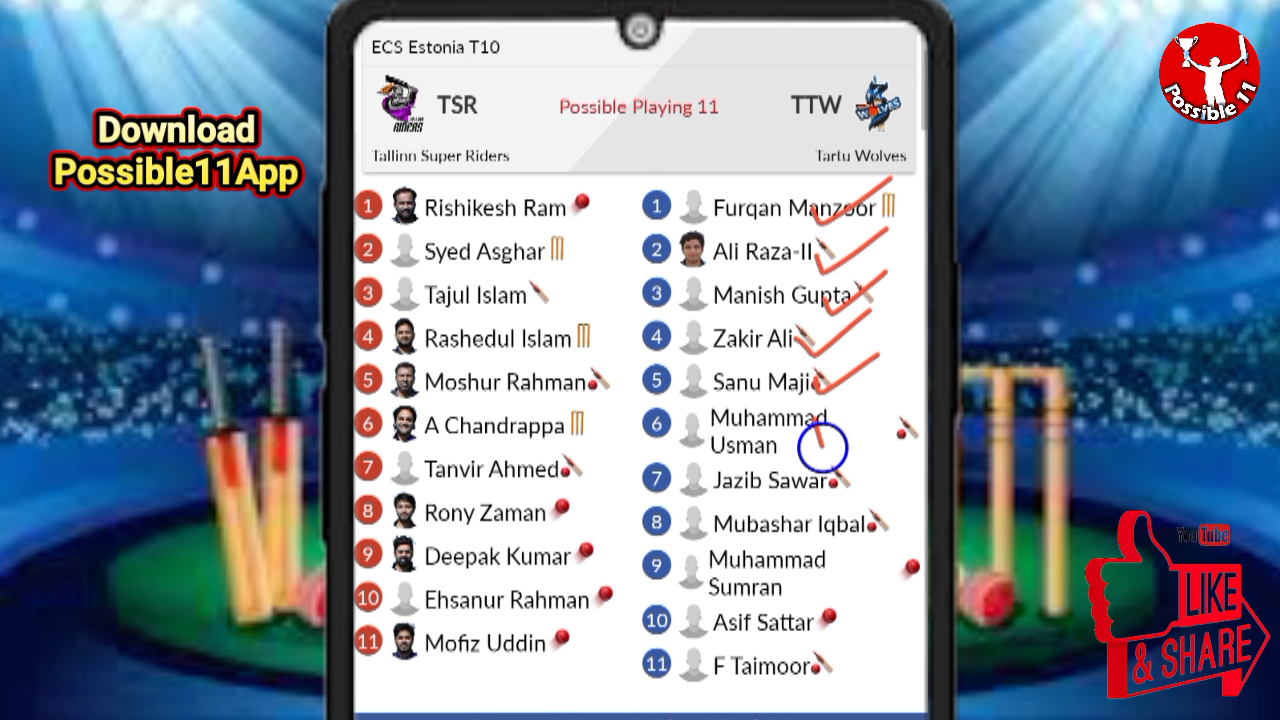 ECS Estonia T10
TSR
Possible Playing 11
TTW
RIDERS
WOLVES
Tallinn Super Riders
Tartu Wolves
Download
Possible11App
Possible 11
1 Rishikesh Ram
2 Syed Asghar
3 Tajul Islam
4 Rashedul Islam
5 Moshur Rahman
6 A Chandrappa
7 Tanvir Ahmed
8 Rony Zaman
9 Deepak Kumar
10 Ehsanur Rahman
11 Mofiz Uddin
1 Furqan Manzoor
2 Ali Raza-II
3 Manish Gupta
4 Zakir Ali
5 Sanu Maji
6 Muhammad
Usman
7 Jazib Sawar
8 Mubashar Iqbal
9 Muhammad
Sumran
10 Asif Sattar
11 F Taimoor
YouTube
LIKE
& SHARE